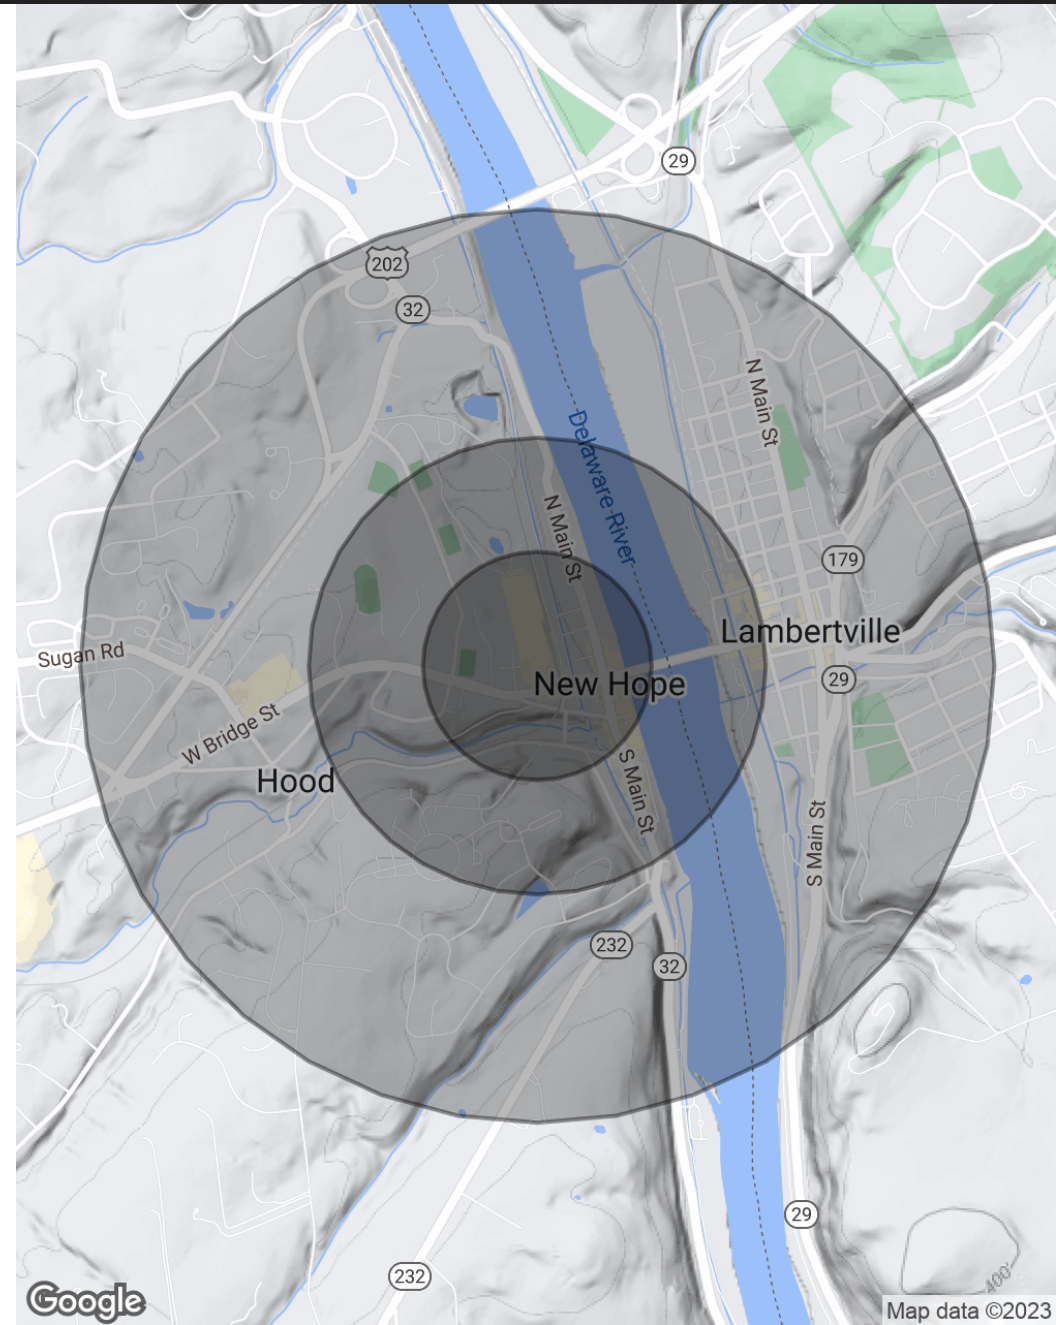 29
202
32
N Main St
Delaware River
N Main St
179
Lambertville
Sugan Rd
29
New Hope
W Bridge St
Hood
S Main St
S Main St
232
32
29
232
400'
Google
Map data ©2023